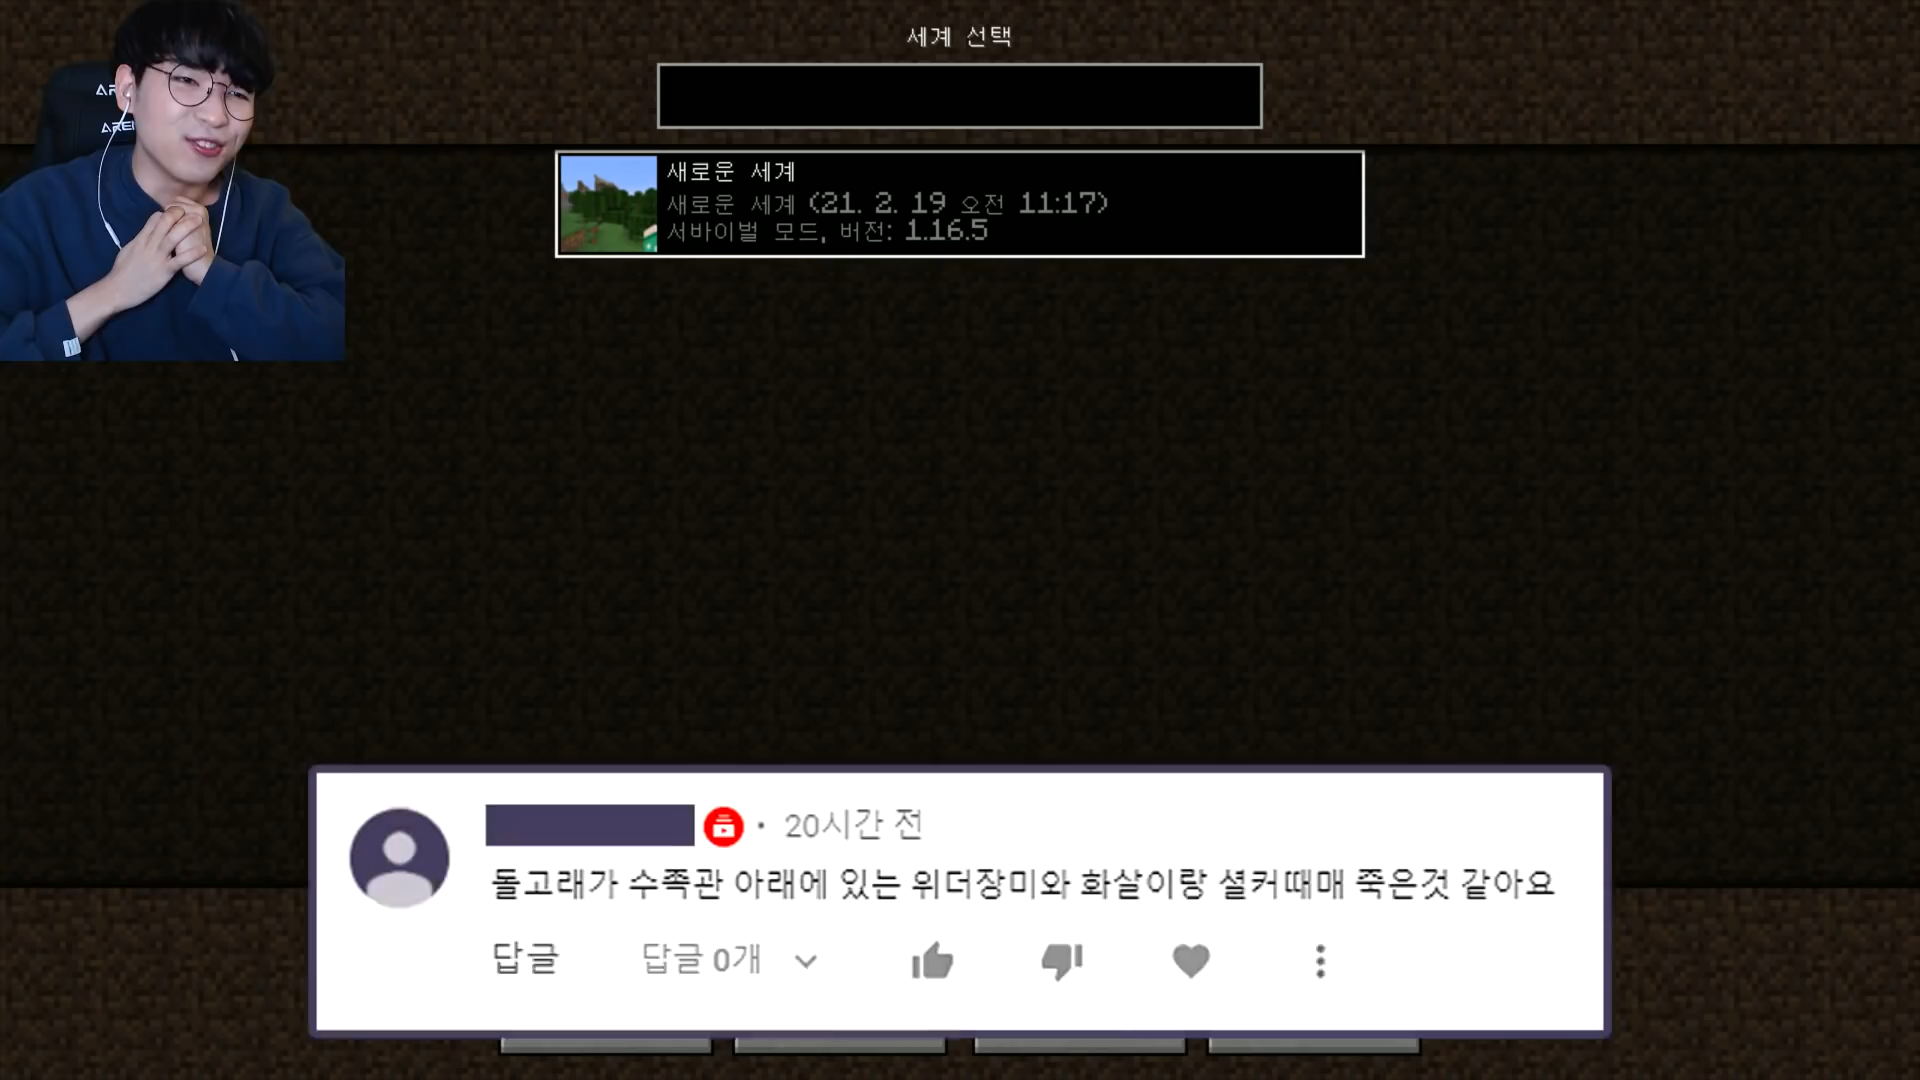 세계 선택
새로운 세계
새로운 세계 (21. 2. 19 오전 11:17)
서바이벌 모드, 버전: 1.16.5
· 20시간 전
돌고래가 수족관 아래에 있는 위더장미와 화살이랑 셜커때매 죽은것 같아요
답글 답글 0개